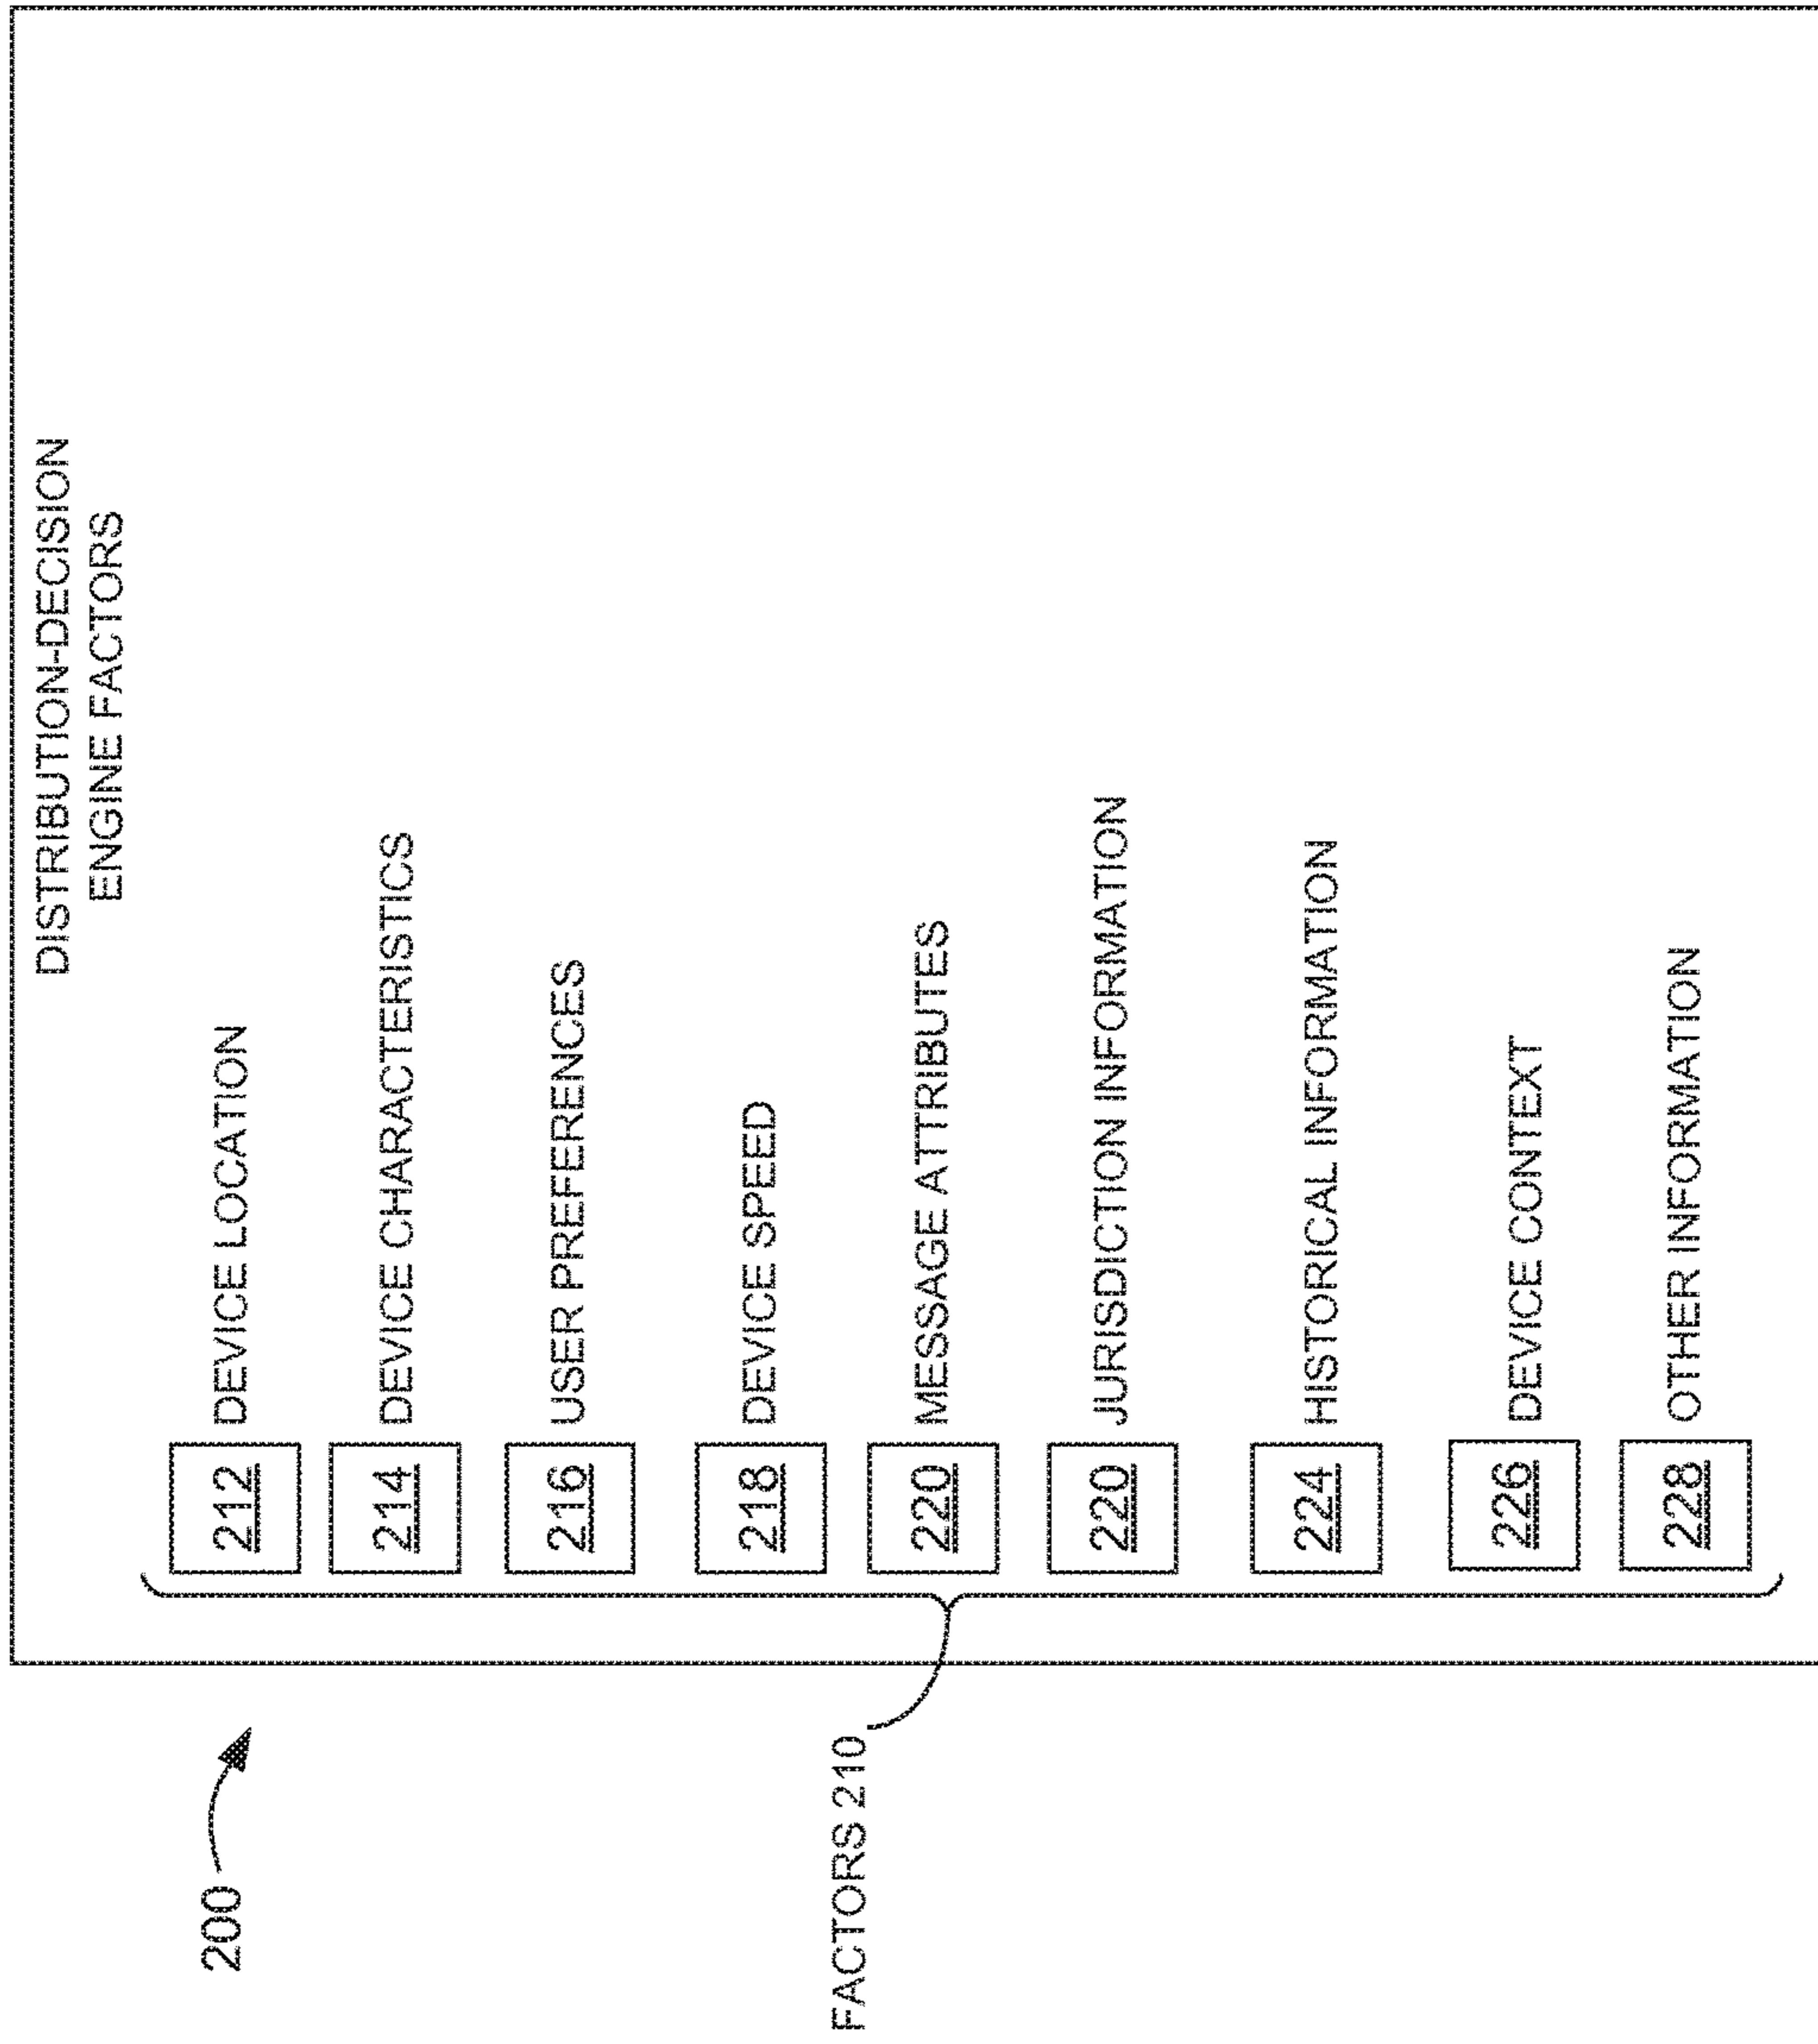 DISTRIBUTION-DECISION
ENGINE FACTORS
200
FACTORS 210
212 DEVICE LOCATION
214 DEVICE CHARACTERISTICS
216 USER PREFERENCES
218 DEVICE SPEED
220 MESSAGE ATTRIBUTES
220 JURISDICTION INFORMATION
224 HISTORICAL INFORMATION
226 DEVICE CONTEXT
228 OTHER INFORMATION